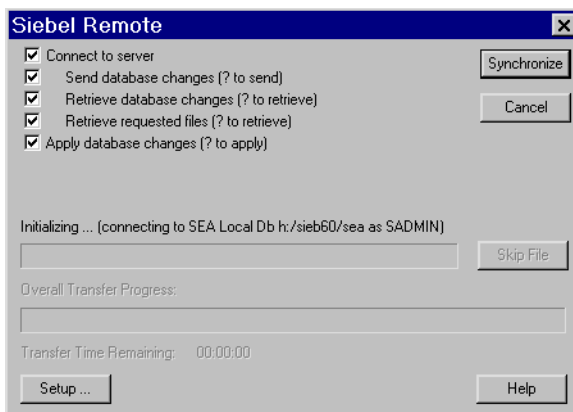 Siebel Remote
Connect to server
Synchronize
Send database changes (? to send)
Retrieve database changes (? to retrieve)
Cancel
Retrieve requested files (? to retrieve)
Apply database changes (? to apply)
Initializing ... (connecting to SEA Local Db h:/sieb60/sea as SADMIN)
Skip File
Overall Transfer Progress:
Transfer Time Remaining: 00:00:00
Setup ...
Help